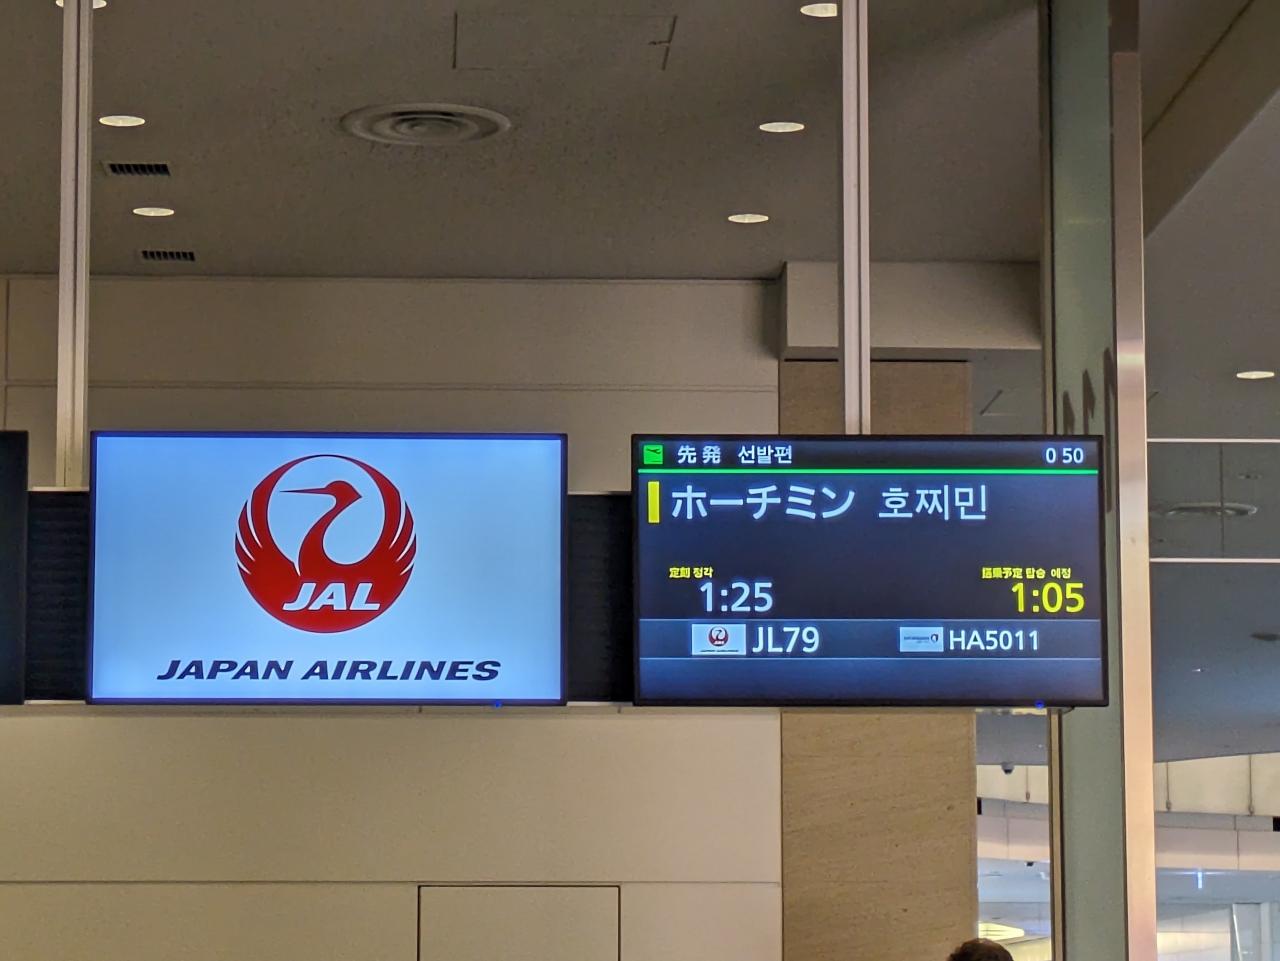 JAL
JAPAN AIRLINES
先発 선발편 0 50
ホーチミン 호찌민
定刻 정각
搭乗予定 탑승 예정
1:25
1:05
JL79
HA5011